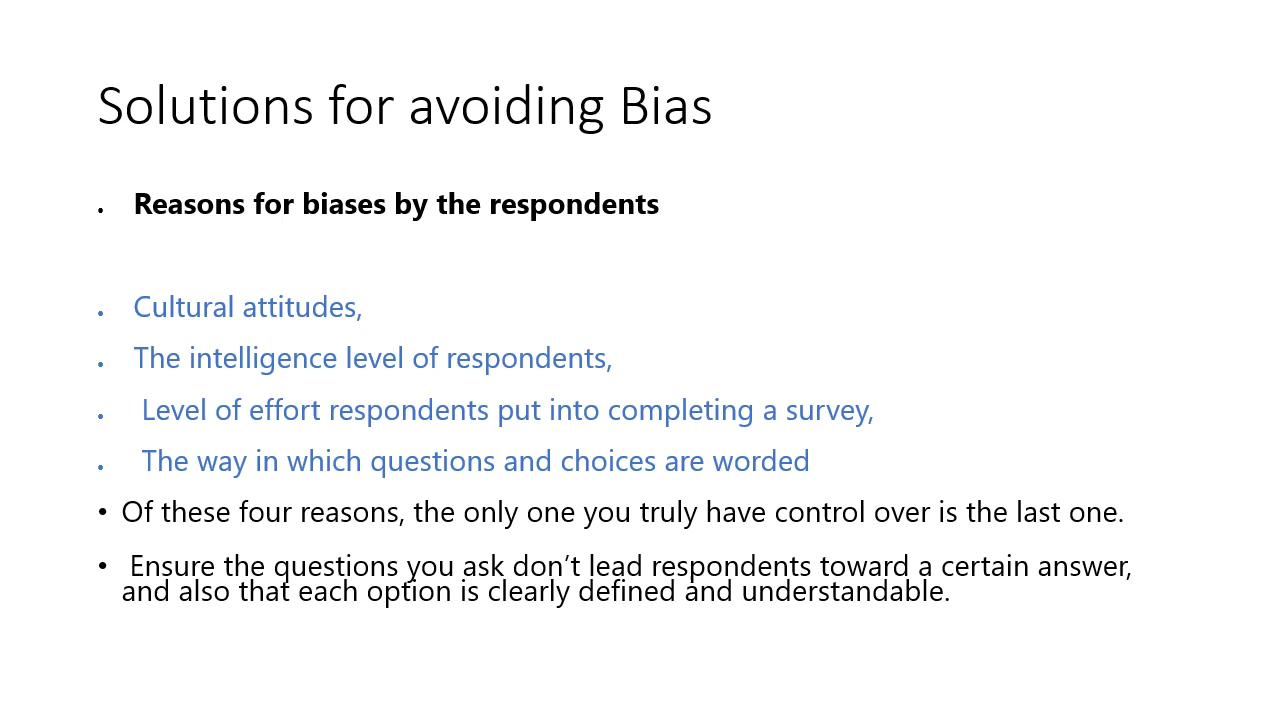 Solutions for avoiding Bias
• Reasons for biases by the respondents
• Cultural attitudes,
• The intelligence level of respondents,
• Level of effort respondents put into completing a survey,
• The way in which questions and choices are worded
• Of these four reasons, the only one you truly have control over is the last one.
• Ensure the questions you ask don’t lead respondents toward a certain answer,
and also that each option is clearly defined and understandable.